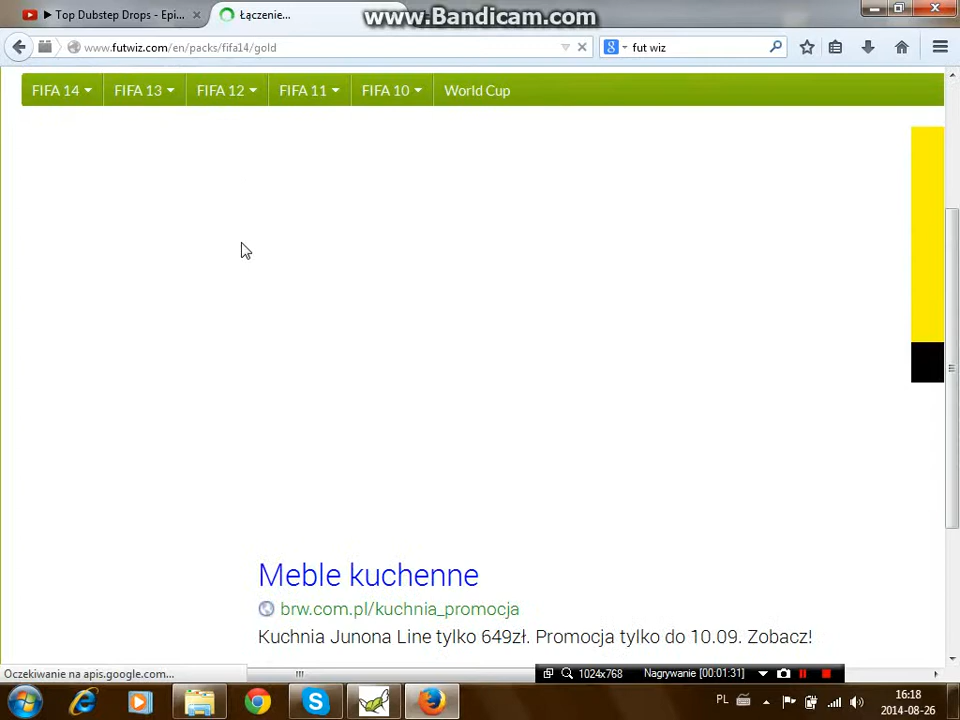 ▶ Top Dubstep Drops - Epi...
Łączenie...
www.Bandicam.com
www.futwiz.com/en/packs/fifa14/gold
fut wiz
FIFA 14
FIFA 13
FIFA 12
FIFA 11
FIFA 10
World Cup
Meble kuchenne
brw.com.pl/kuchnia_promocja
Kuchnia Junona Line tylko 649zł. Promocja tylko do 10.09. Zobacz!
Oczekiwanie na apis.google.com...
1024x768
Nagrywanie [00:01:31]
PL
16:18
2014-08-26